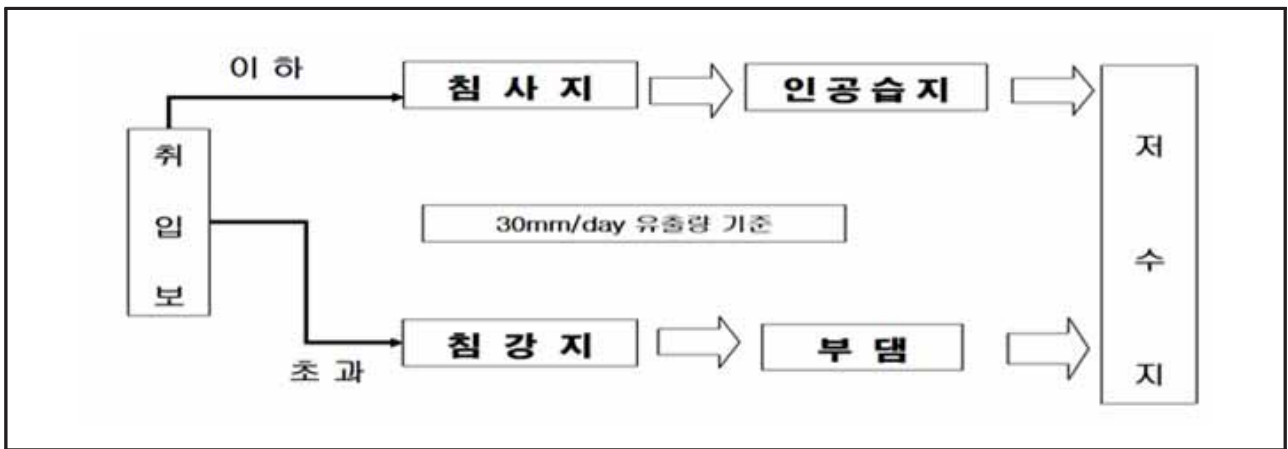 이 하
취입보
침 사 지
인공습지
저수지
30mm/day 유출량 기준
초 과
침 강 지
부 댐